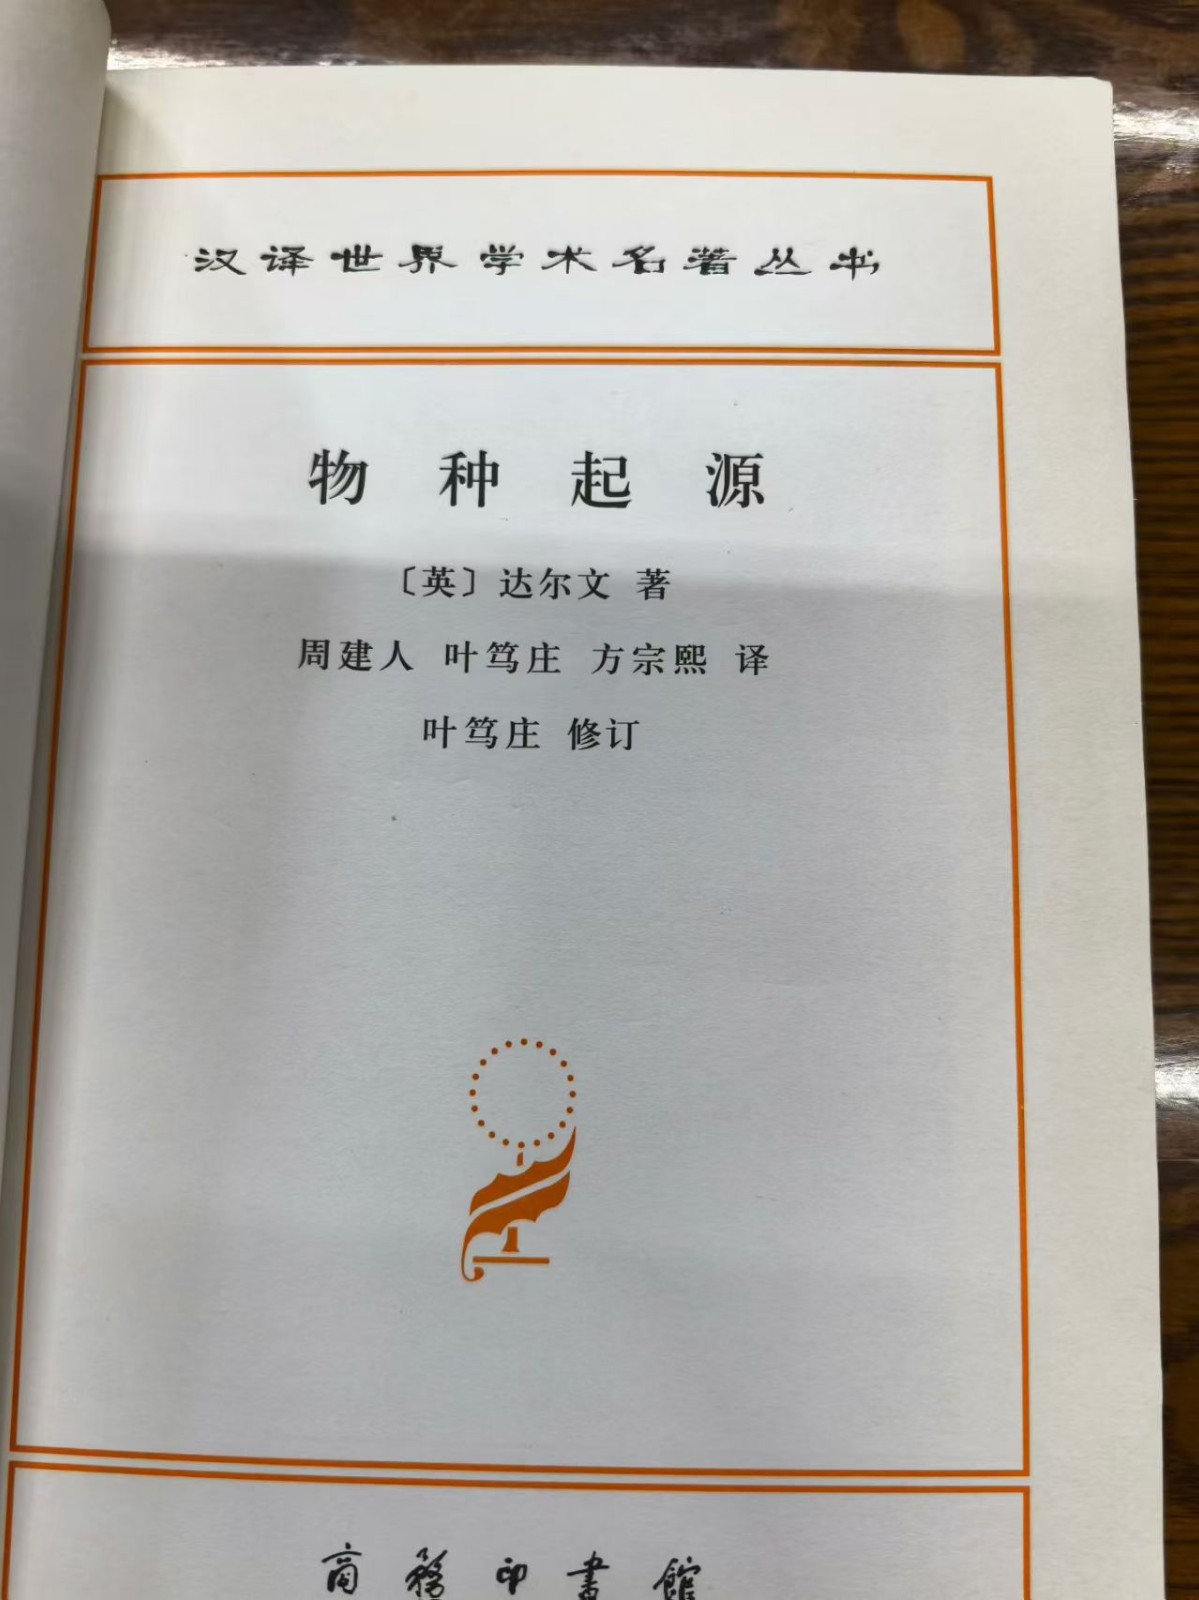 汉译世界学术名著丛书
物种起源
〔英〕达尔文 著
周建人 叶笃庄 方宗熙 译
叶笃庄 修订
商務印書館